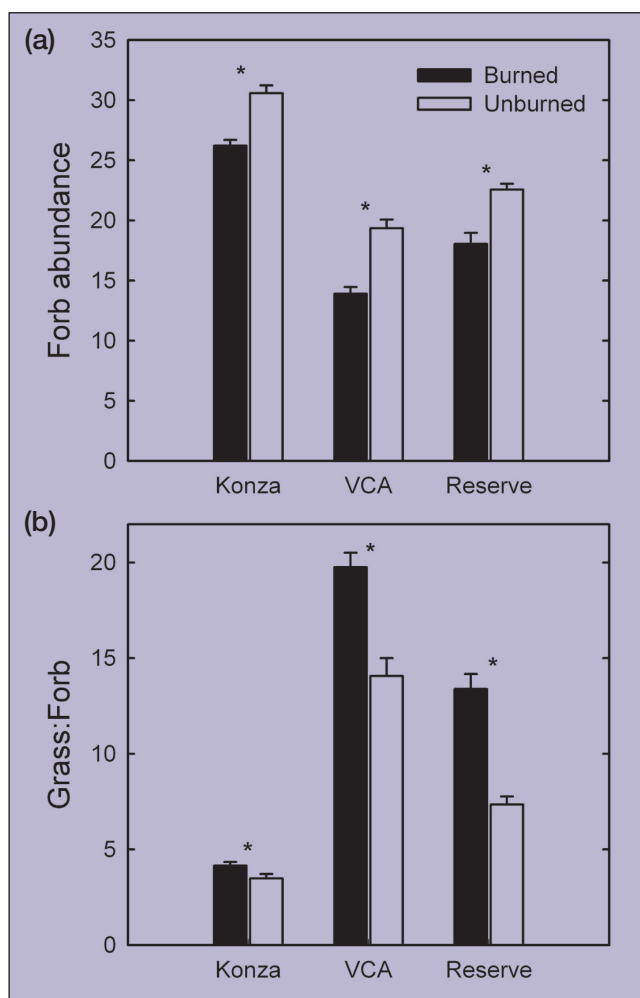 (a)
35
30
25
20
15
10
5
0
Forb abundance
*
*
*
Burned
Unburned
Konza VCA Reserve
(b)
20
15
10
5
0
Grass:Forb
*
*
*
Konza VCA Reserve